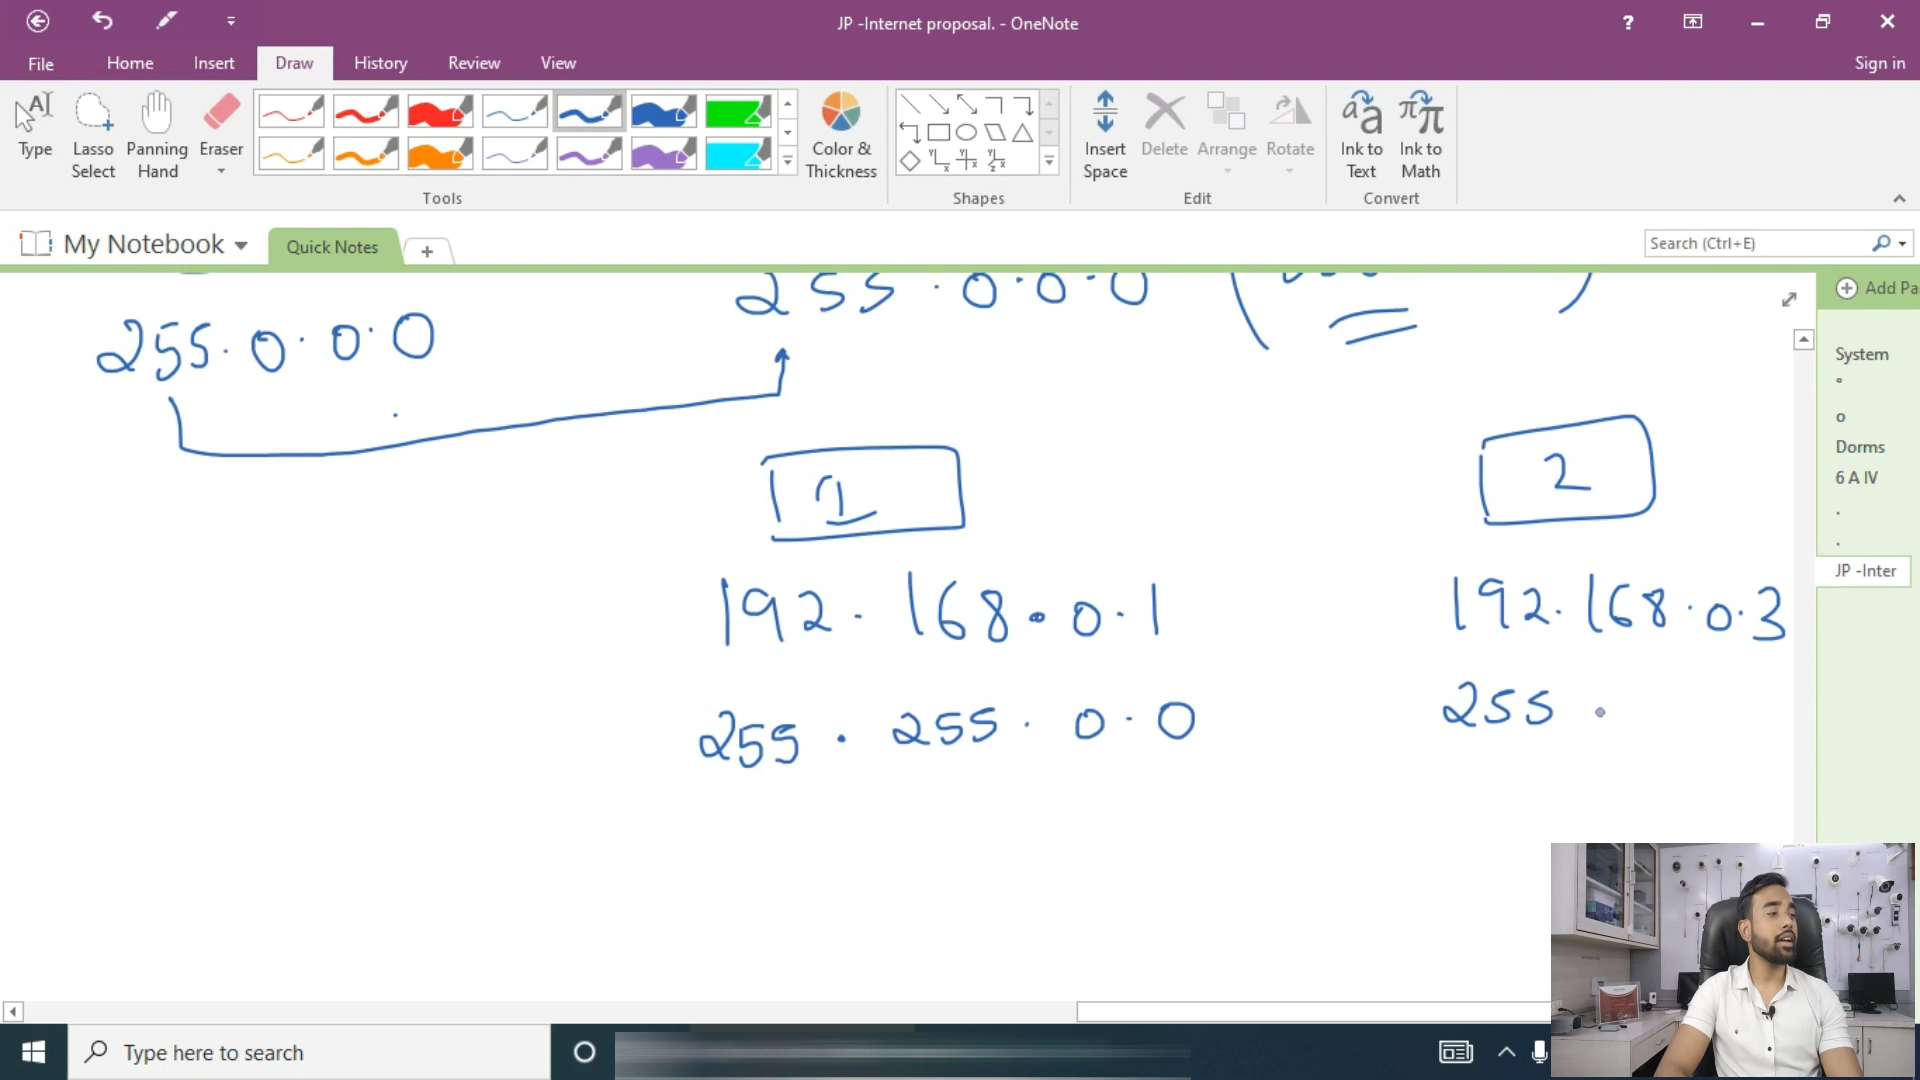 JP -Internet proposal. - OneNote
File Home Insert Draw History Review View Sign in
Type
Lasso Select
Panning Hand
Eraser
Color & Thickness
Insert Space
Delete
Arrange
Rotate
Ink to Text
Ink to Math
Tools Shapes Edit Convert
My Notebook Quick Notes Search (Ctrl+E)
Add Pa
System
o
Dorms
6 A IV
.
.
JP -Inter
255.0.0.0
255.0.0.0
1
2
192.168.0.1
192.168.0.3
255.255.0.0
255
Type here to search